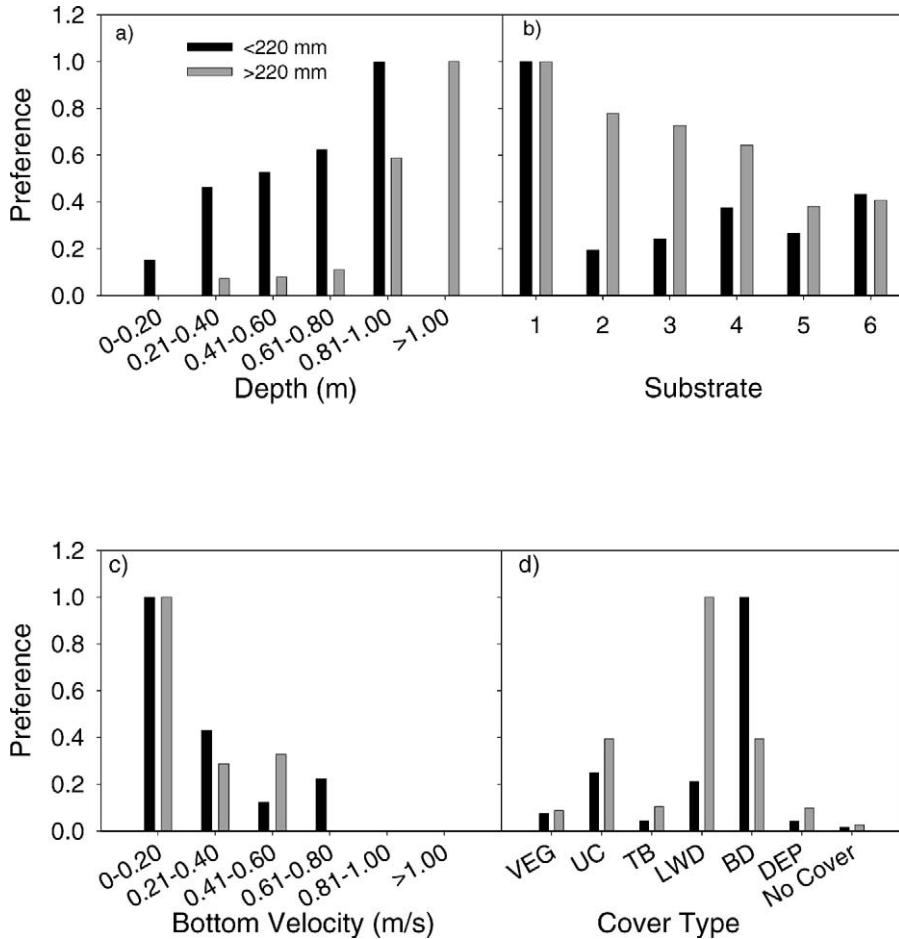 a)
<220 mm
>220 mm
b)
Preference
1.2
1.0
0.8
0.6
0.4
0.2
0.0
0-0.20
0.21-0.40
0.41-0.60
0.61-0.80
0.81-1.00
>1.00
Depth (m)
1 2 3 4 5 6
Substrate
c)
d)
Preference
1.2
1.0
0.8
0.6
0.4
0.2
0.0
0-0.20
0.21-0.40
0.41-0.60
0.61-0.80
0.81-1.00
>1.00
Bottom Velocity (m/s)
VEG
UC
TB
LWD
BD
DEP
No Cover
Cover Type